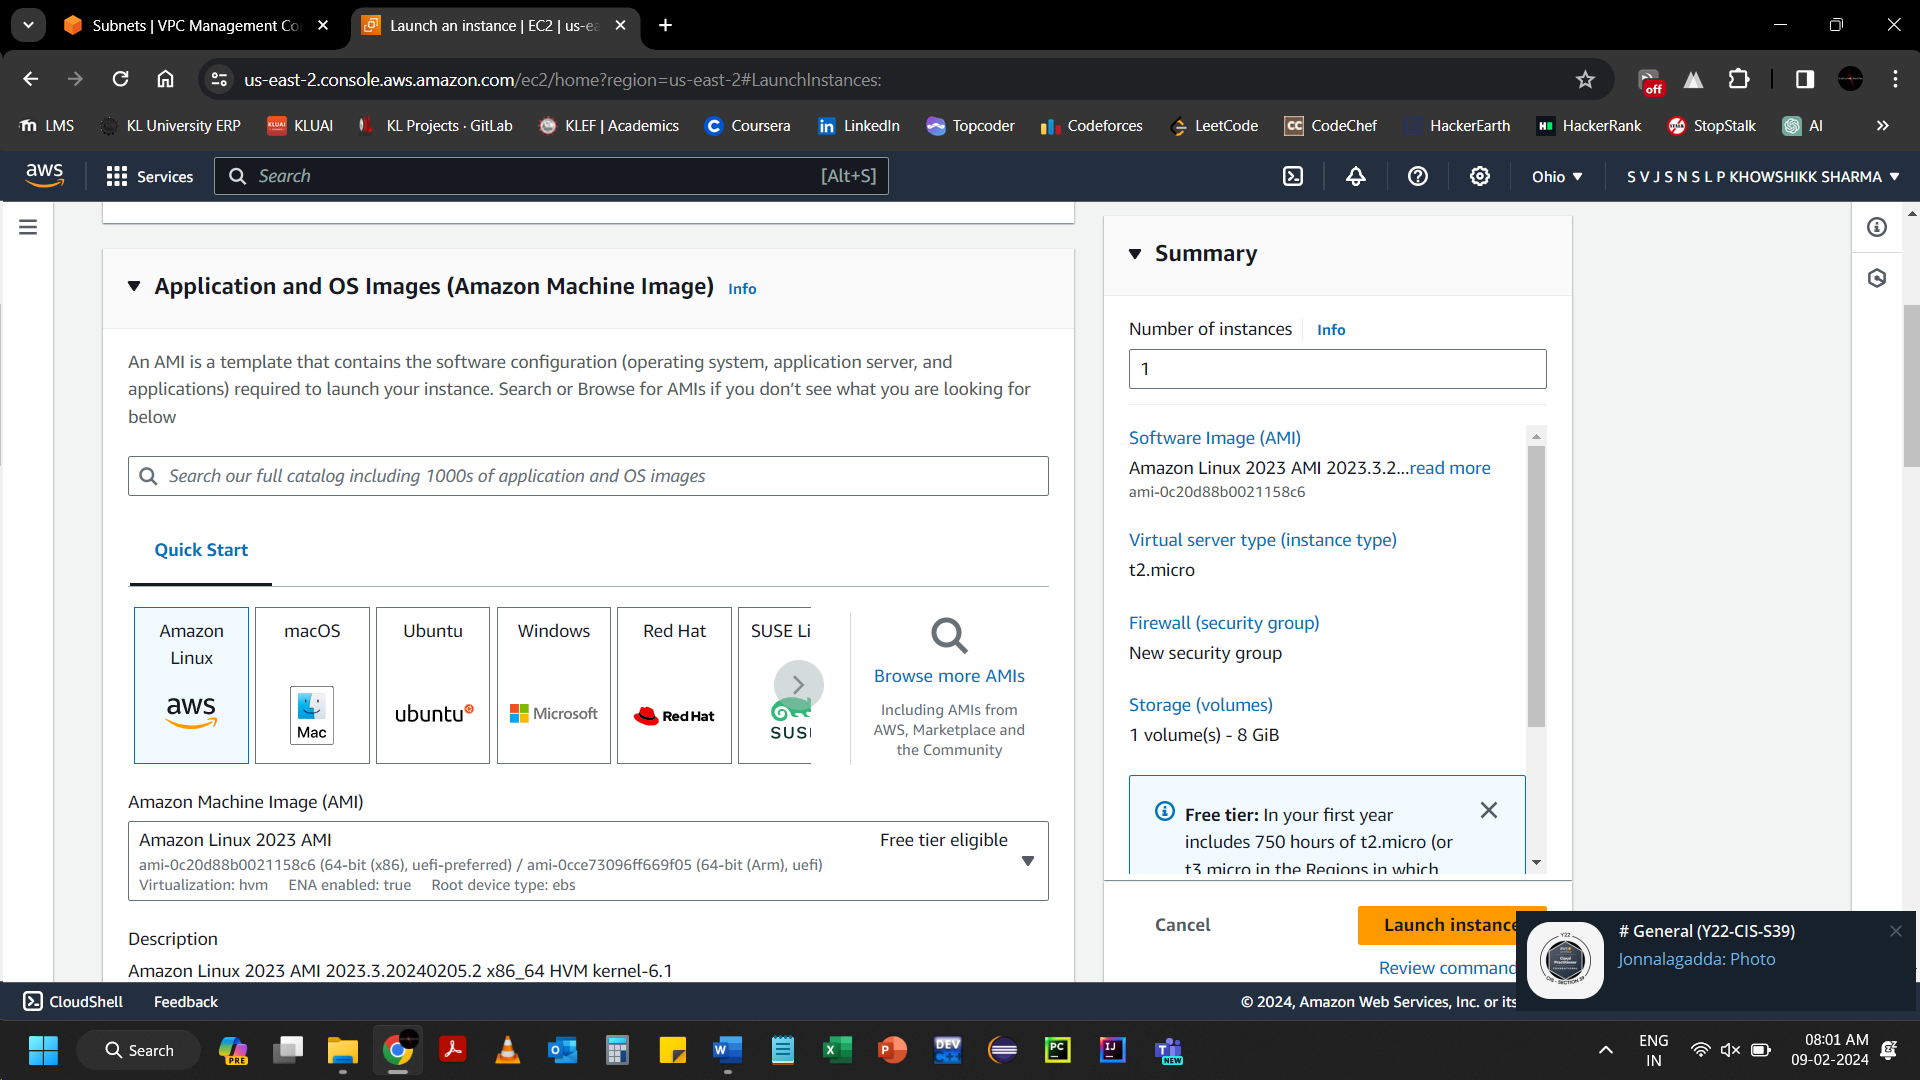 Subnets | VPC Management Co
Launch an instance | EC2 | us-ea
us-east-2.console.aws.amazon.com/ec2/home?region=us-east-2#LaunchInstances:
off
LMS
KL University ERP
KLUAI
KL Projects · GitLab
KLEF | Academics
Coursera
LinkedIn
Topcoder
Codeforces
LeetCode
CodeChef
HackerEarth
HackerRank
StopStalk
AI
aws
Services
Search
[Alt+S]
Ohio
S V J S N S L P KHOWSHIKK SHARMA
Application and OS Images (Amazon Machine Image) Info
An AMI is a template that contains the software configuration (operating system, application server, and
applications) required to launch your instance. Search or Browse for AMIs if you don’t see what you are looking for
below
Search our full catalog including 1000s of application and OS images
Quick Start
Amazon
Linux
aws
macOS
Mac
Ubuntu
ubuntu
Windows
Microsoft
Red Hat
Red Hat
SUSE Li
SUS
Browse more AMIs
Including AMIs from
AWS, Marketplace and
the Community
Amazon Machine Image (AMI)
Amazon Linux 2023 AMI
Free tier eligible
ami-0c20d88b0021158c6 (64-bit (x86), uefi-preferred) / ami-0cce73096ff669f05 (64-bit (Arm), uefi)
Virtualization: hvm ENA enabled: true Root device type: ebs
Description
Amazon Linux 2023 AMI 2023.3.20240205.2 x86_64 HVM kernel-6.1
Summary
Number of instances Info
1
Software Image (AMI)
Amazon Linux 2023 AMI 2023.3.2...read more
ami-0c20d88b0021158c6
Virtual server type (instance type)
t2.micro
Firewall (security group)
New security group
Storage (volumes)
1 volume(s) - 8 GiB
Free tier: In your first year
includes 750 hours of t2.micro (or
t3.micro in the Regions in which
Cancel
Launch instance
Review command
# General (Y22-CIS-S39)
Jonnalagadda: Photo
CloudShell
Feedback
© 2024, Amazon Web Services, Inc. or its
Search
ENG
IN
08:01 AM
09-02-2024